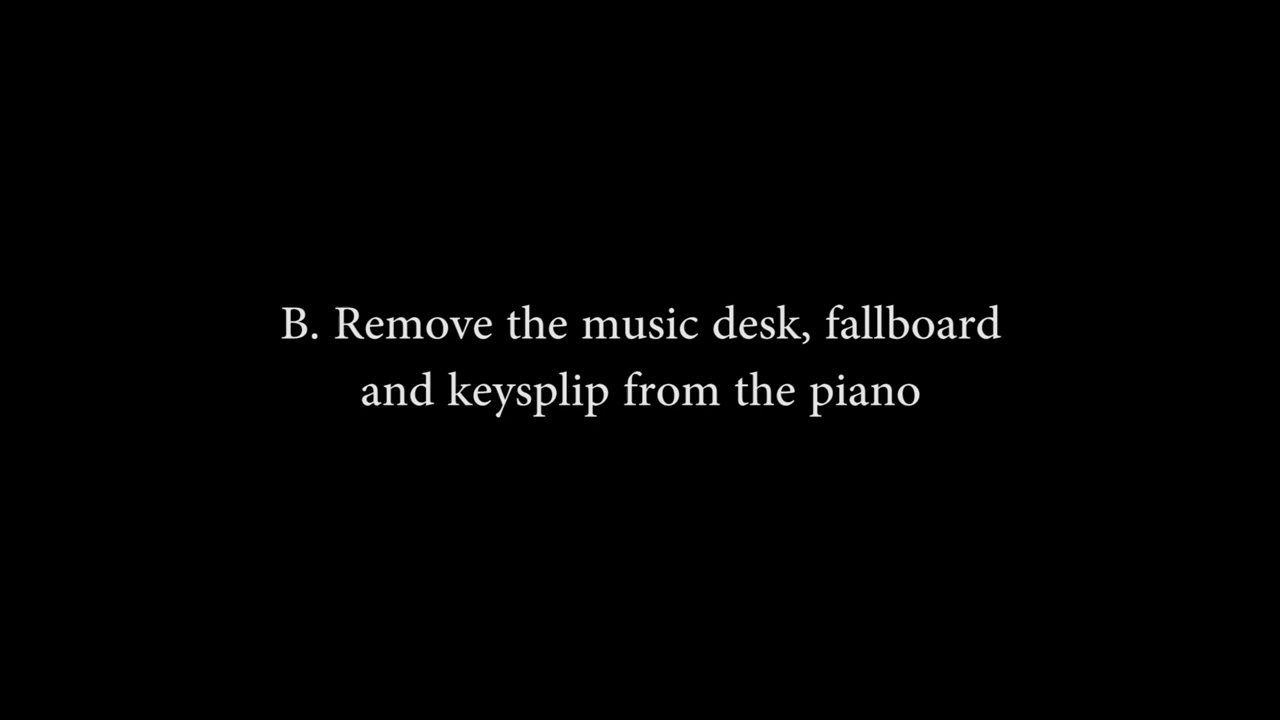 B. Remove the music desk, fallboard
and keysplip from the piano